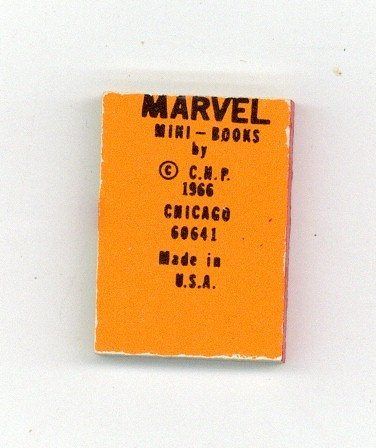 MARVEL
MINI-BOOKS
by
© C.M.P.
1966
CHICAGO
60641
Made in
U.S.A.